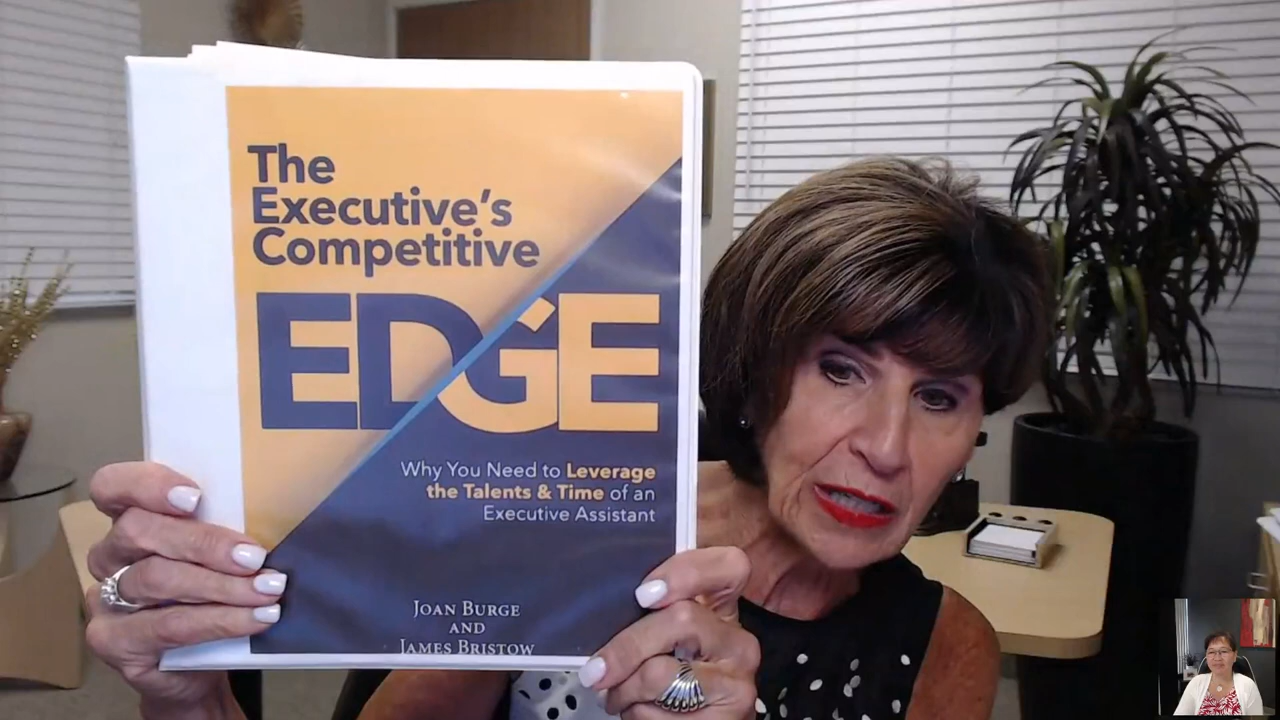 The
Executive's
Competitive
EDGE
Why You Need to Leverage
the Talents & Time of an
Executive Assistant
JOAN BURGE
AND
JAMES BRISTOW